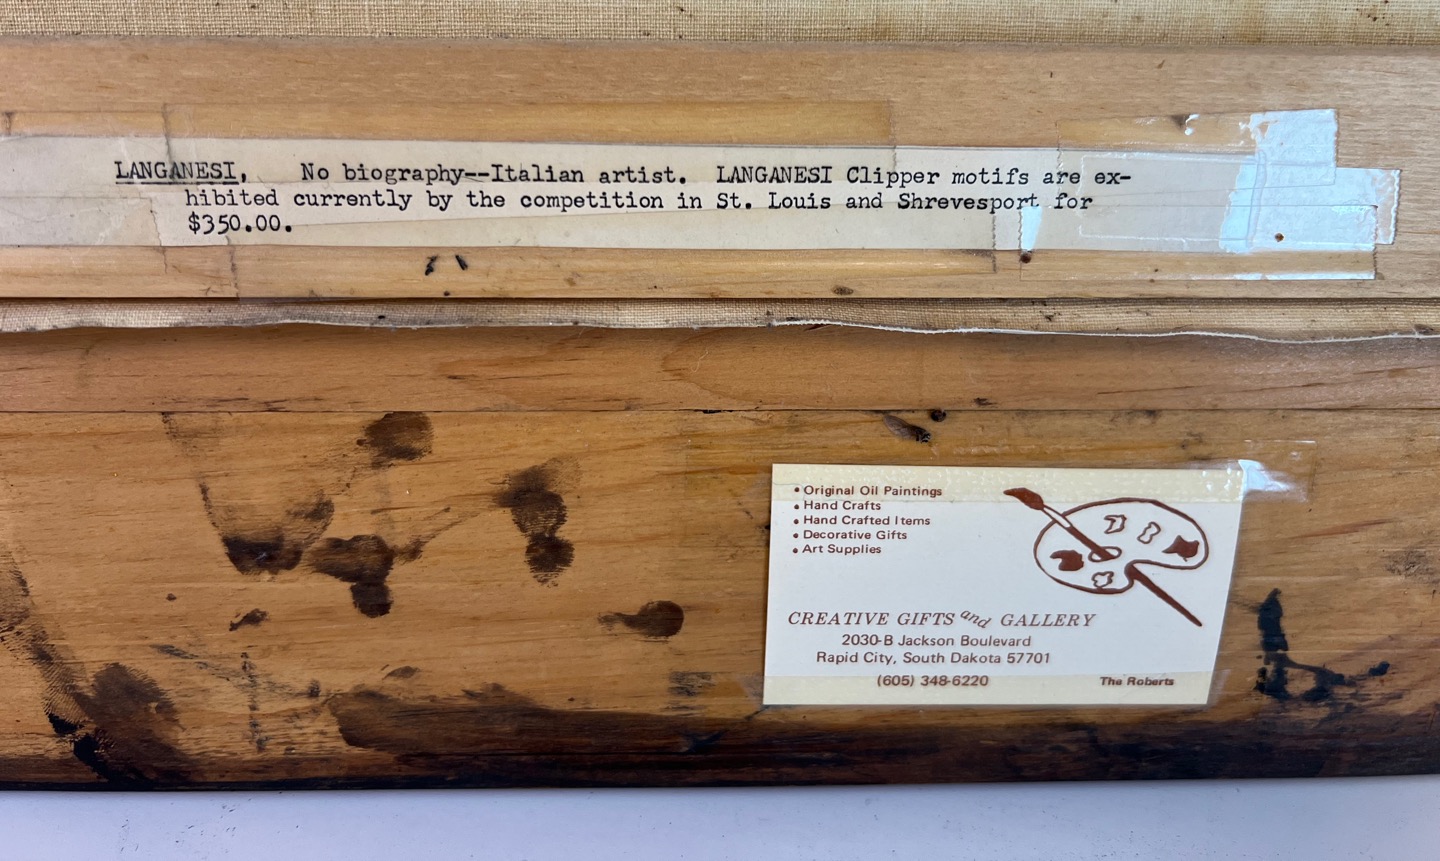 LANGANESI, No biography--Italian artist. LANGANESI Clipper motifs are ex-
hibited currently by the competition in St. Louis and Shrevesport for
$350.00.
• Original Oil Paintings
• Hand Crafts
• Hand Crafted Items
• Decorative Gifts
• Art Supplies
CREATIVE GIFTS and GALLERY
2030-B Jackson Boulevard
Rapid City, South Dakota 57701
(605) 348-6220
The Roberts